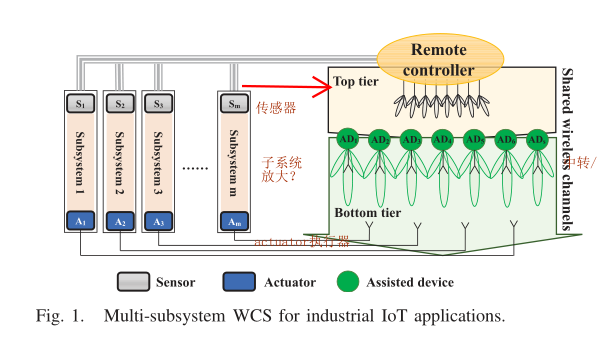 Remote
controller
Top tier
Shared wireless channels
S1
S2
S3
Sm
传感器
Subsystem 1
Subsystem 2
Subsystem 3
......
Subsystem m
子系统
放大?
AD1
AD2
AD3
AD4
AD5
AD6
中转/
Bottom tier
A1
A2
A3
Am
actuator执行器
Sensor
Actuator
Assisted device
Fig. 1. Multi-subsystem WCS for industrial IoT applications.